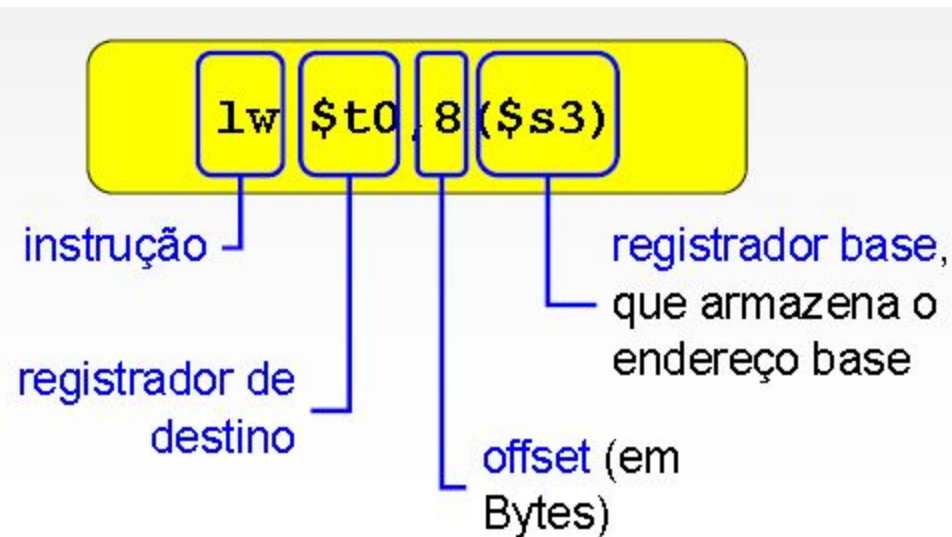 lw $t0,8($s3)
instrução
registrador base,
que armazena o
endereço base
registrador de
destino
offset (em
Bytes)